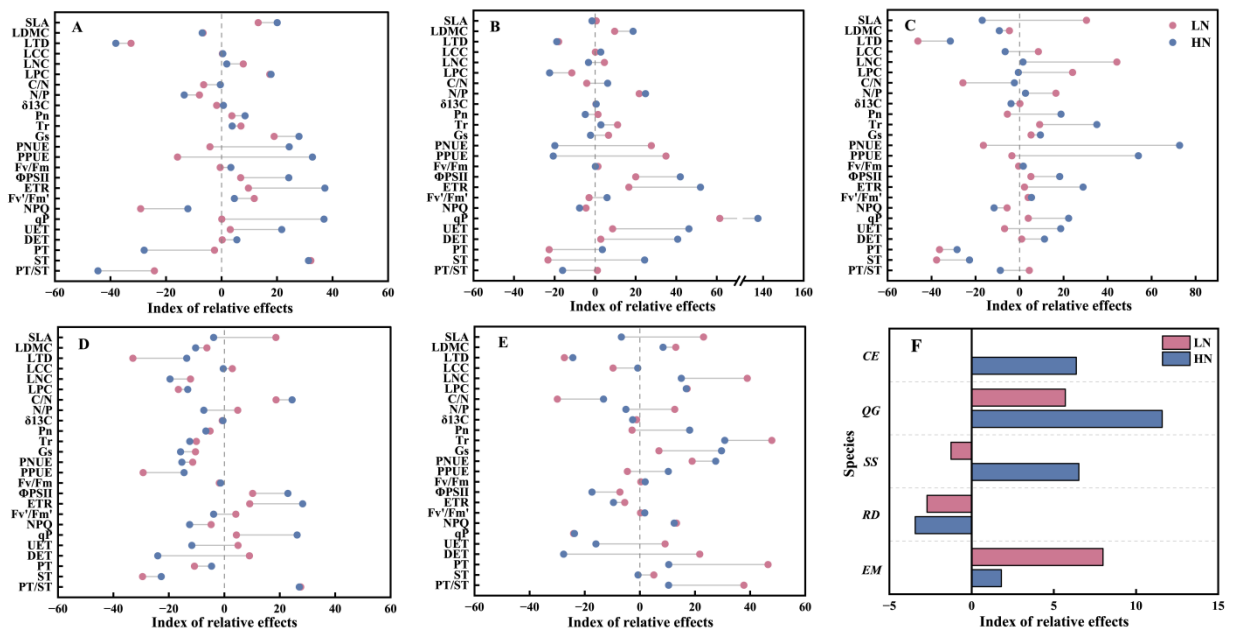 A
SLA
LDMC
LTD
LCC
LNC
LPC
C/N
N/P
δ13C
Pn
Tr
Gs
PNUE
PPUE
Fv/Fm
ΦPSII
ETR
Fv'/Fm'
NPQ
qP
UET
DET
PT
ST
PT/ST
−60 −40 −20 0 20 40 60
Index of relative effects
B
SLA
LDMC
LTD
LCC
LNC
LPC
C/N
N/P
δ13C
Pn
Tr
Gs
PNUE
PPUE
Fv/Fm
ΦPSII
ETR
Fv'/Fm'
NPQ
qP
UET
DET
PT
ST
PT/ST
−60 −40 −20 0 20 40 60 140 160
Index of relative effects
C
LN
HN
SLA
LDMC
LTD
LCC
LNC
LPC
C/N
N/P
δ13C
Pn
Tr
Gs
PNUE
PPUE
Fv/Fm
ΦPSII
ETR
Fv'/Fm'
NPQ
qP
UET
DET
PT
ST
PT/ST
−60 −40 −20 0 20 40 60 80
Index of relative effects
D
SLA
LDMC
LTD
LCC
LNC
LPC
C/N
N/P
δ13C
Pn
Tr
Gs
PNUE
PPUE
Fv/Fm
ΦPSII
ETR
Fv'/Fm'
NPQ
qP
UET
DET
PT
ST
PT/ST
−60 −40 −20 0 20 40 60
Index of relative effects
E
SLA
LDMC
LTD
LCC
LNC
LPC
C/N
N/P
δ13C
Pn
Tr
Gs
PNUE
PPUE
Fv/Fm
ΦPSII
ETR
Fv'/Fm'
NPQ
qP
UET
DET
PT
ST
PT/ST
−60 −40 −20 0 20 40 60
Index of relative effects
F
LN
HN
Species
CE
QG
SS
RD
EM
−5 0 5 10 15
Index of relative effects